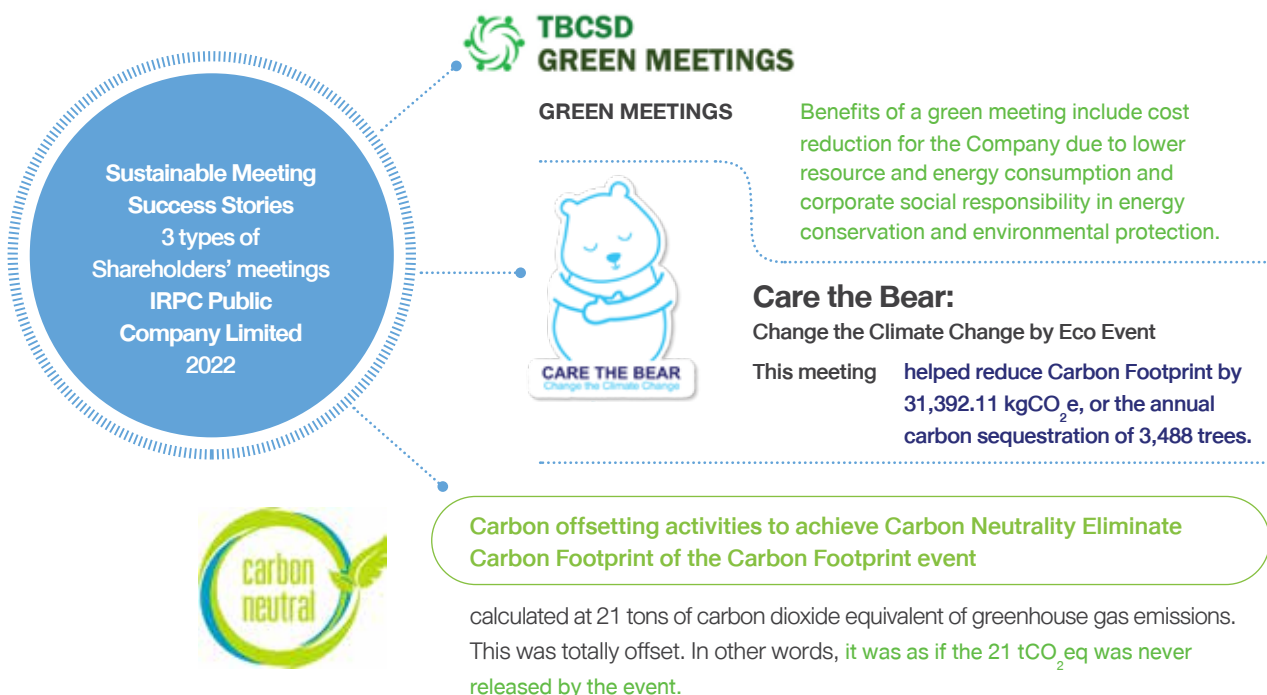 TBCSD
GREEN MEETINGS
Sustainable Meeting
Success Stories
3 types of
Shareholders’ meetings
IRPC Public
Company Limited
2022
GREEN MEETINGS
Benefits of a green meeting include cost
reduction for the Company due to lower
resource and energy consumption and
corporate social responsibility in energy
conservation and environmental protection.
CARE THE BEAR
Change the Climate Change
Care the Bear:
Change the Climate Change by Eco Event
This meeting helped reduce Carbon Footprint by
31,392.11 kgCO₂e, or the annual
carbon sequestration of 3,488 trees.
carbon
neutral
Carbon offsetting activities to achieve Carbon Neutrality Eliminate
Carbon Footprint of the Carbon Footprint event
calculated at 21 tons of carbon dioxide equivalent of greenhouse gas emissions.
This was totally offset. In other words, it was as if the 21 tCO₂eq was never
released by the event.